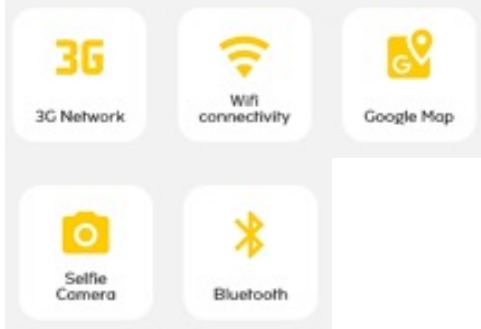 3G
G
3G Network
Wifi
connectivity
Google Map
Selfie
Camera
Bluetooth